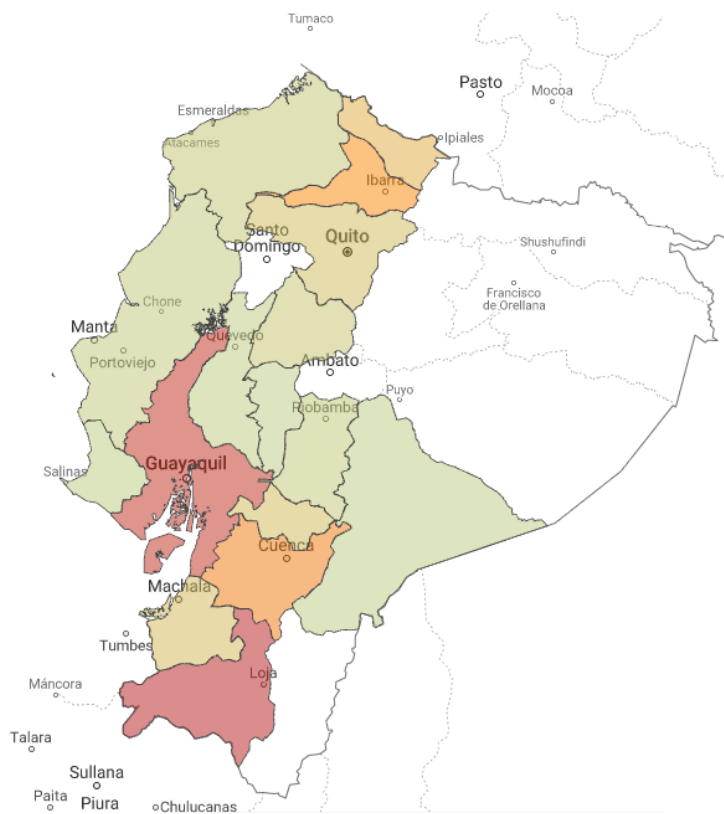 Tumaco
Pasto
Mocoa
Esmeraldas
Atacames
Ipiales
Ibarra
Santo
Domingo
Quito
Shushufindi
Francisco
de Orellana
Chone
Manta
Quevedo
Portoviejo
Ambato
Puyo
Riobamba
Salinas
Guayaquil
Cuenca
Machala
Tumbes
Loja
Máncora
Talara
Sullana
Paita
Piura
Chulucanas